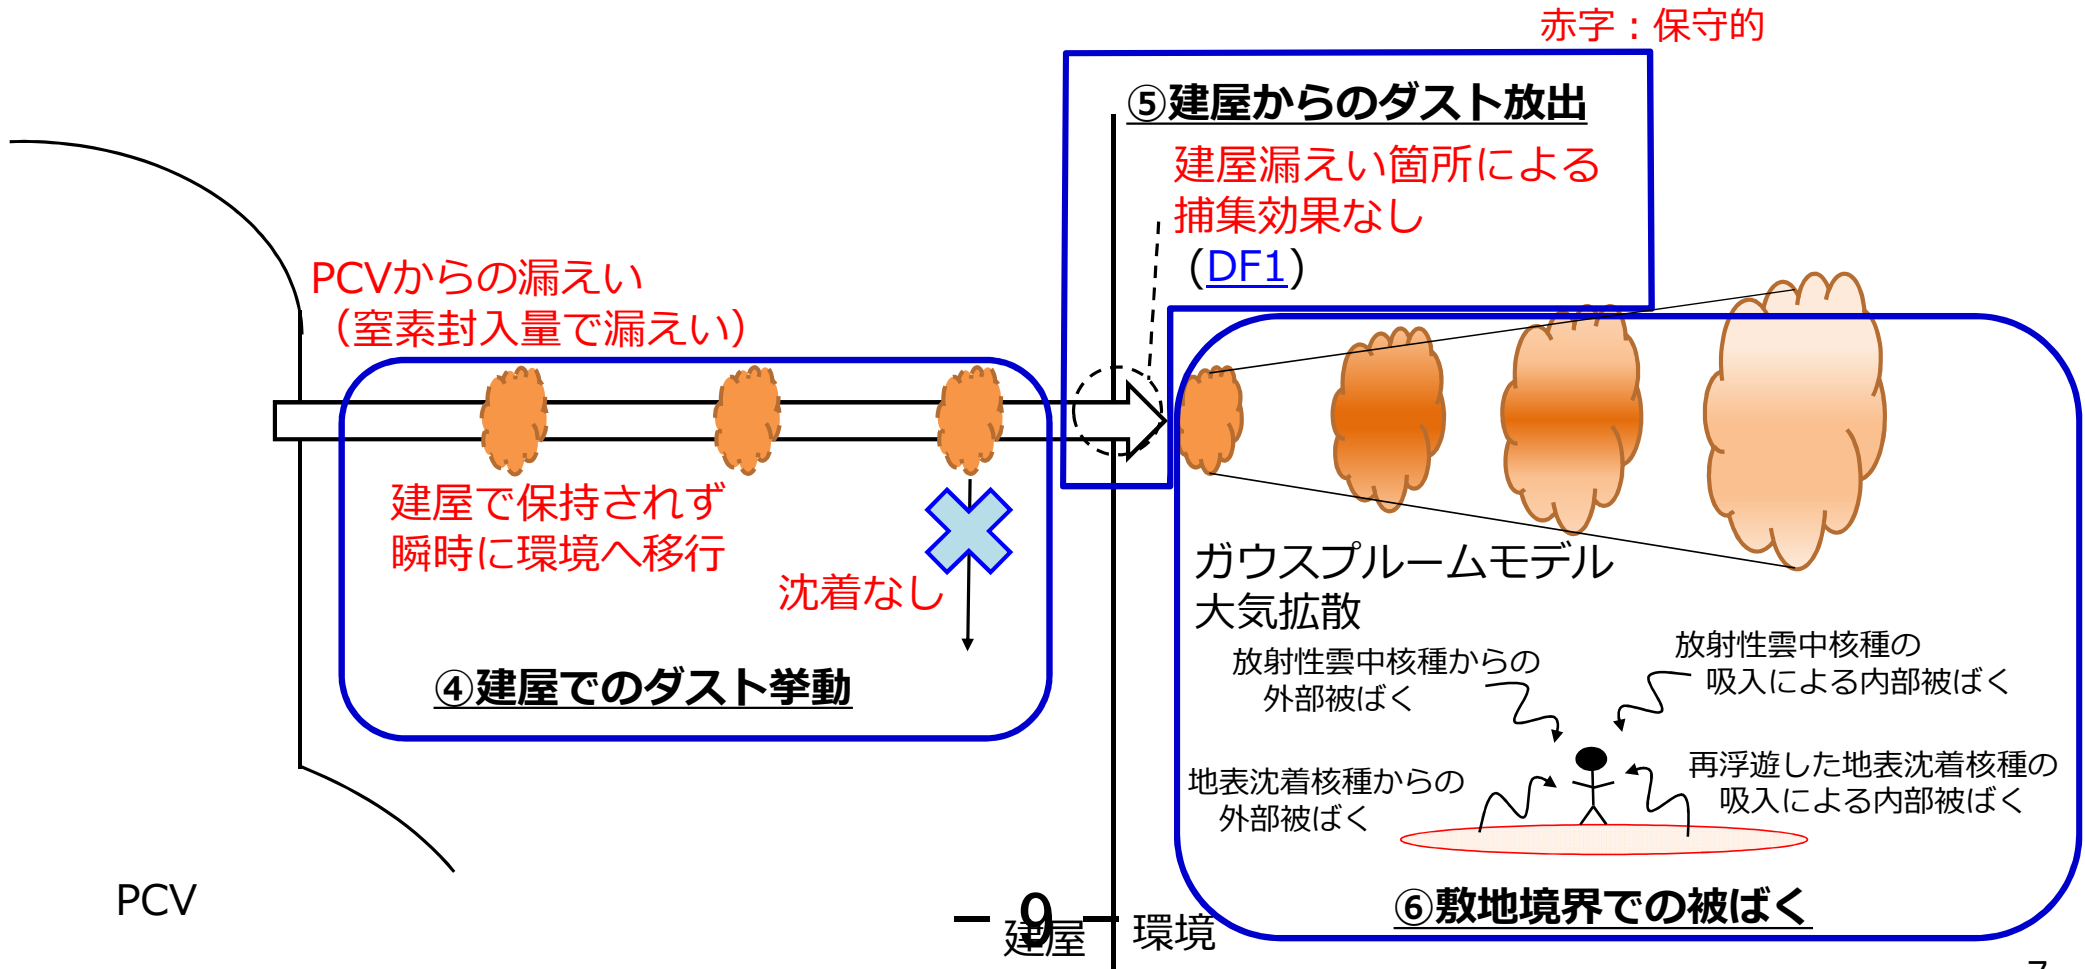 赤字：保守的
⑤建屋からのダスト放出
建屋漏えい箇所による
捕集効果なし
（DF1）
PCVからの漏えい
（窒素封入量で漏えい）
建屋で保持されず
瞬時に環境へ移行
沈着なし
④建屋でのダスト挙動
ガウスプルームモデル
大気拡散
放射性雲中核種からの
外部被ばく
放射性雲中核種の
吸入による内部被ばく
地表沈着核種からの
外部被ばく
再浮遊した地表沈着核種の
吸入による内部被ばく
⑥敷地境界での被ばく
PCV
建屋
環境
－ 9 －
7